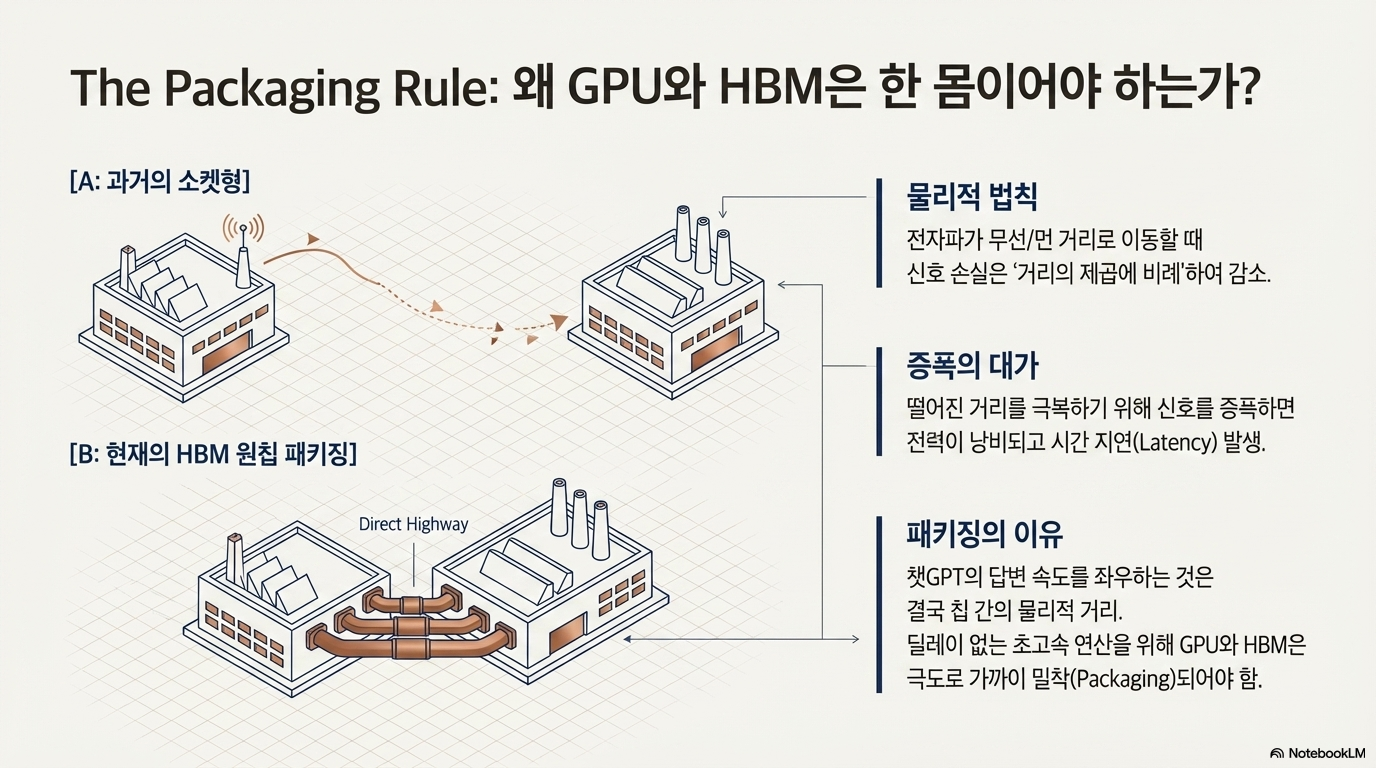 The Packaging Rule: 왜 GPU와 HBM은 한 몸이어야 하는가?
[A: 과거의 소켓형]
[B: 현재의 HBM 원칩 패키징]
Direct Highway
물리적 법칙
전자파가 무선/먼 거리로 이동할 때
신호 손실은 ‘거리의 제곱에 비례'하여 감소.
증폭의 대가
떨어진 거리를 극복하기 위해 신호를 증폭하면
전력이 낭비되고 시간 지연(Latency) 발생.
패키징의 이유
챗GPT의 답변 속도를 좌우하는 것은
결국 칩 간의 물리적 거리.
딜레이 없는 초고속 연산을 위해 GPU와 HBM은
극도로 가까이 밀착(Packaging)되어야 함.
NotebookLM